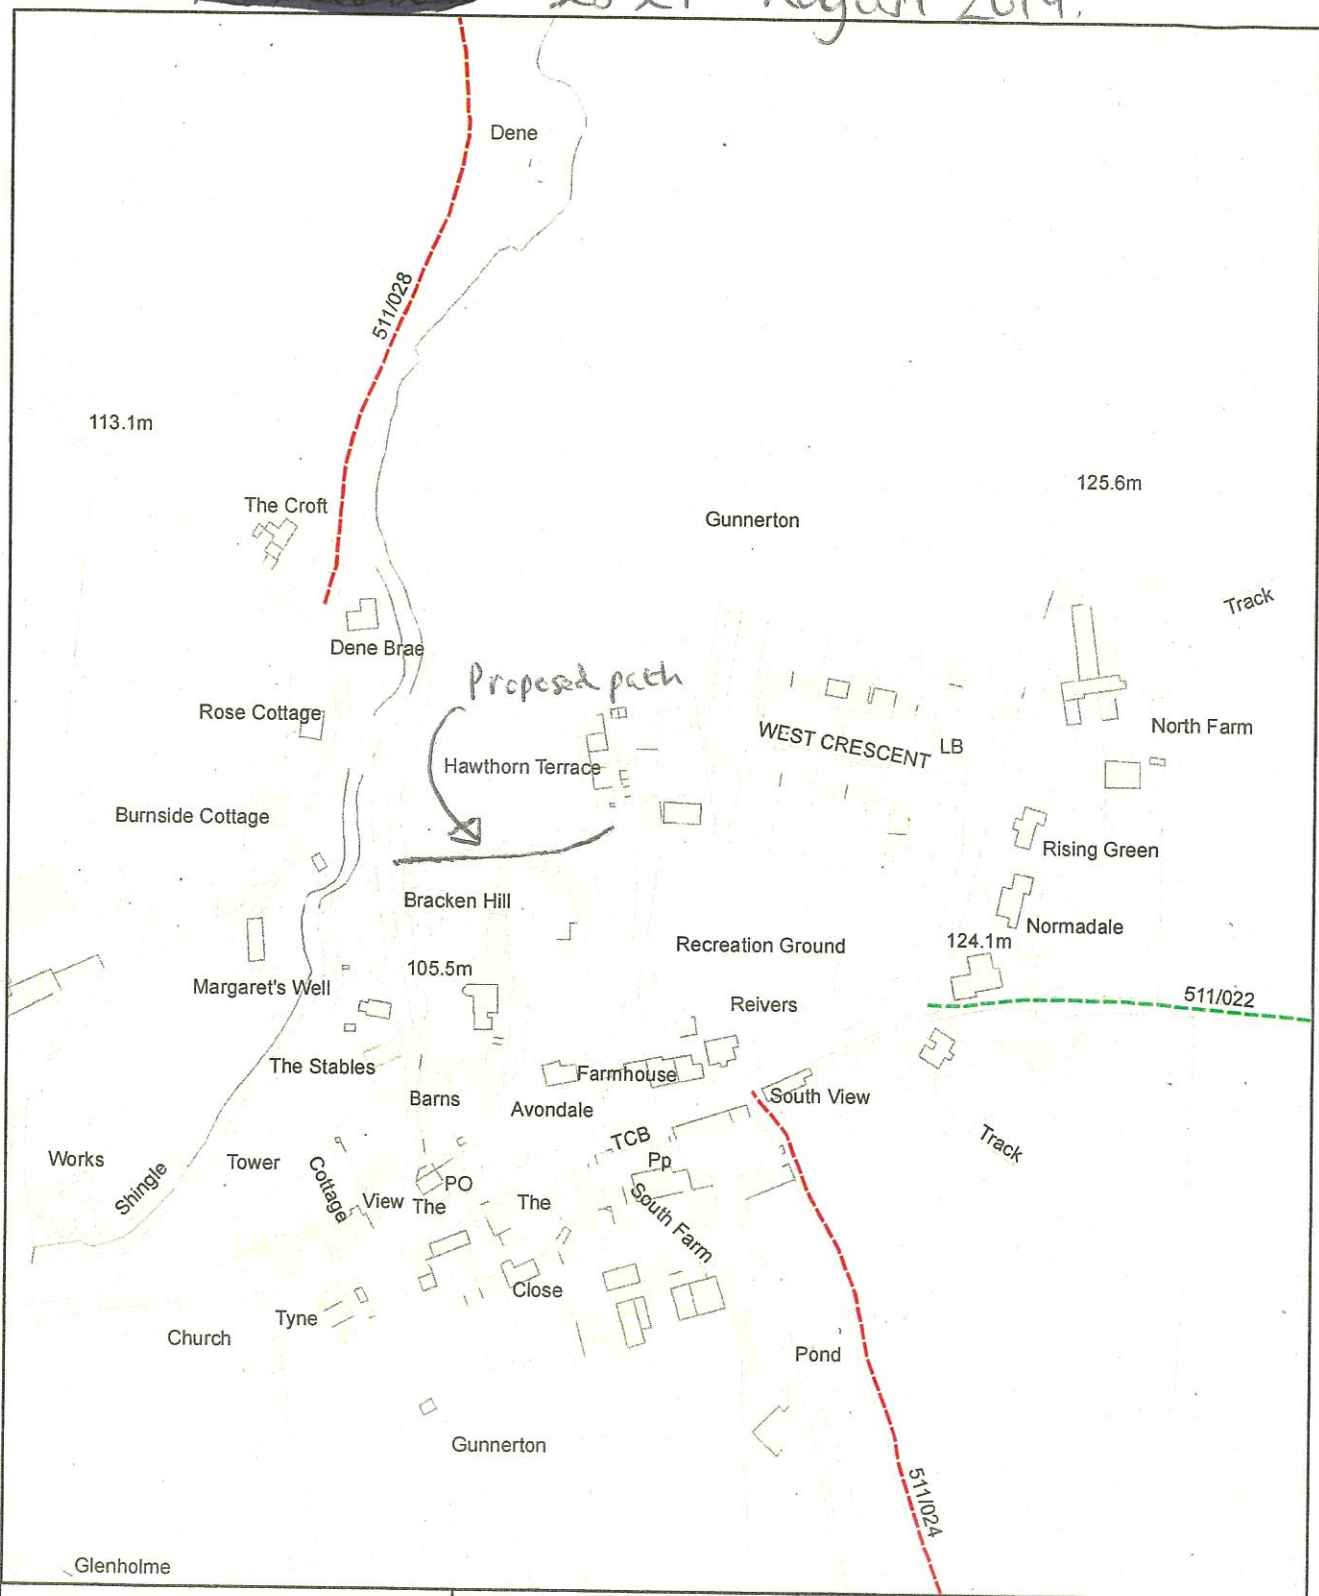 August 2019.
Dene
511/028
113.1m
125.6m
The Croft
Gunnerton
Track
Dene Brae
Proposed path
Rose Cottage
WEST CRESCENT
LB
North Farm
Hawthorn Terrace
Burnside Cottage
Rising Green
Bracken Hill
Normadale
Recreation Ground
124.1m
105.5m
Margaret's Well
511/022
Reivers
The Stables
Farmhouse
South View
Barns
Avondale
TCB
Track
Works
Tower
Pp
Shingle
Cottage
PO
View
The
The
South Farm
Close
Tyne
Church
Pond
Gunnerton
511/024
Glenholme